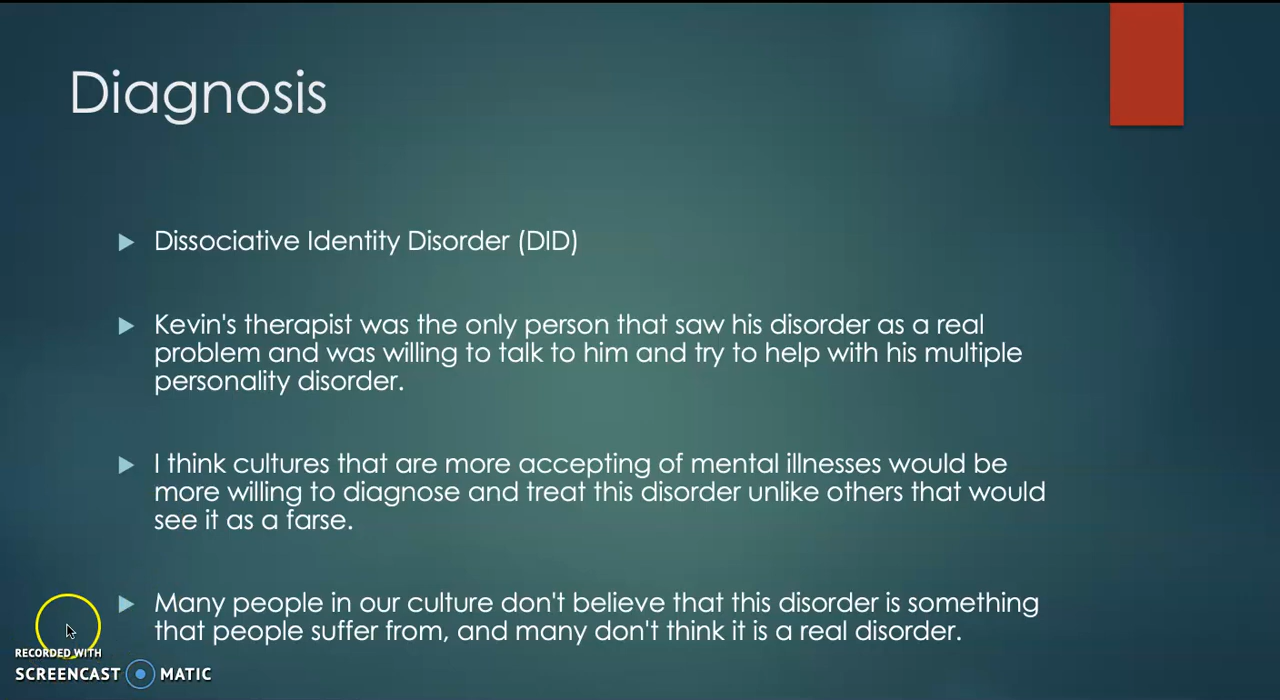 Diagnosis
Dissociative Identity Disorder (DID)
Kevin's therapist was the only person that saw his disorder as a real
problem and was willing to talk to him and try to help with his multiple
personality disorder.
I think cultures that are more accepting of mental illnesses would be
more willing to diagnose and treat this disorder unlike others that would
see it as a farse.
Many people in our culture don't believe that this disorder is something
that people suffer from, and many don't think it is a real disorder.
RECORDED WITH
SCREENCAST MATIC